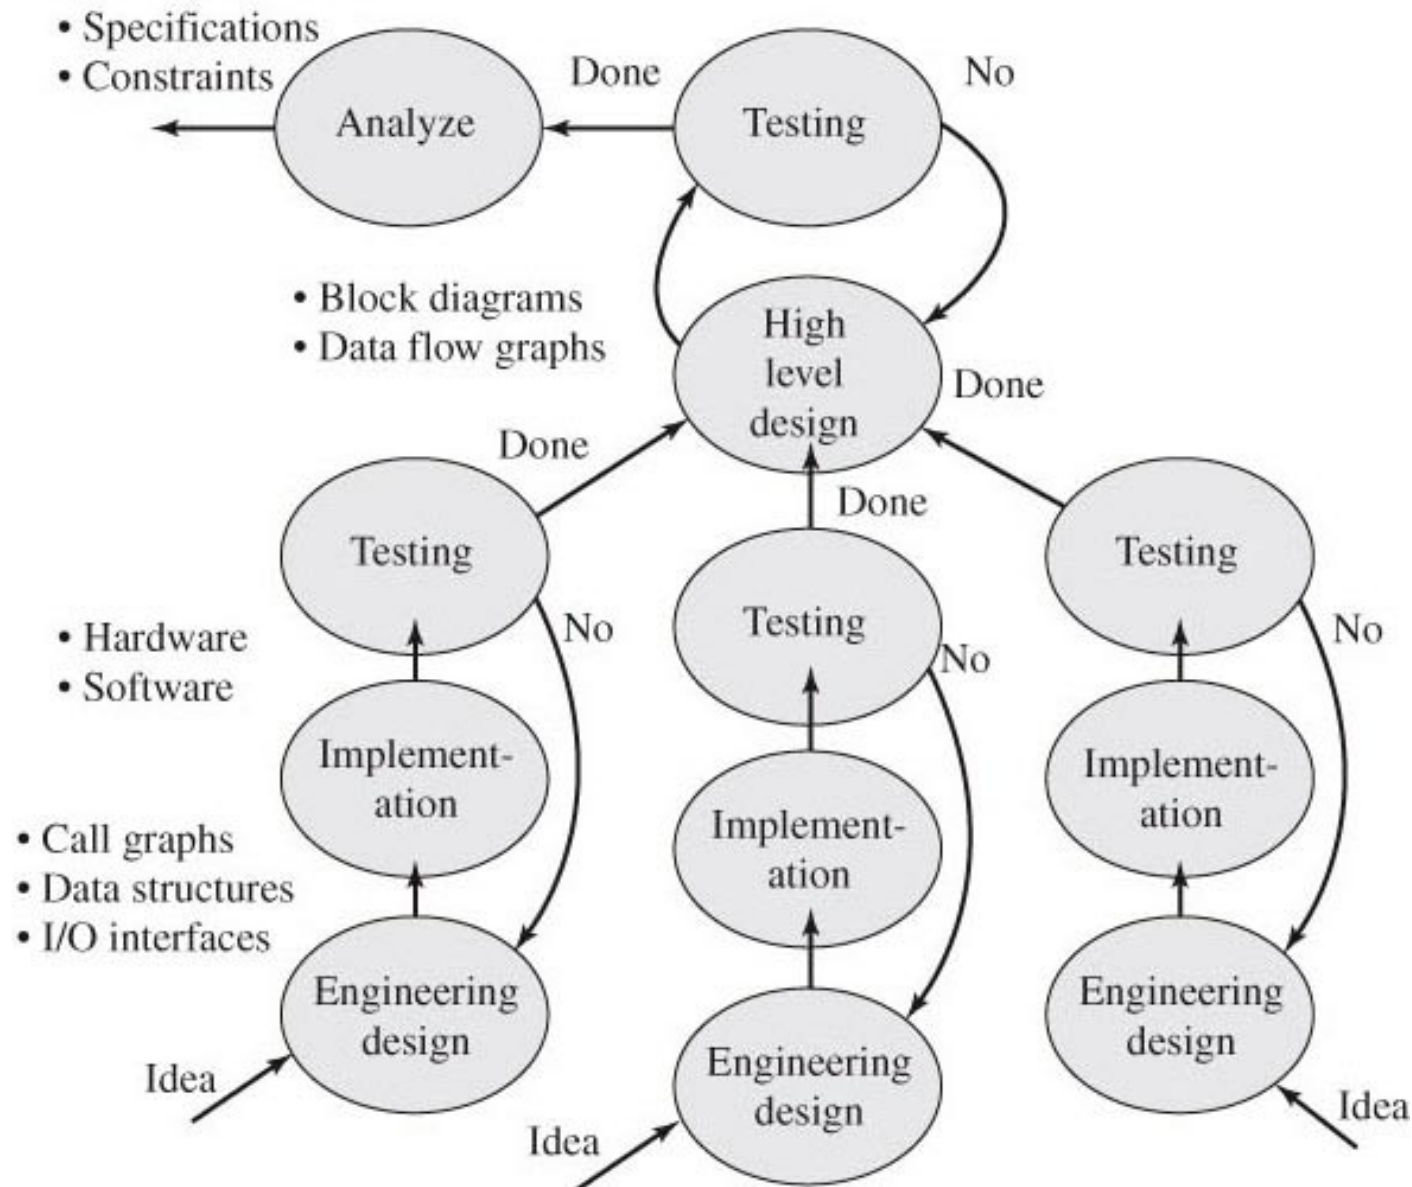 • Specifications
• Constraints
Analyze
Done
Testing
No
• Block diagrams
• Data flow graphs
High
level
design
Done
Done
Done
Testing
No
• Hardware
• Software
Implement-
ation
• Call graphs
• Data structures
• I/O interfaces
Engineering
design
Idea
Testing
No
Implement-
ation
Engineering
design
Idea
Testing
No
Implement-
ation
Engineering
design
Idea